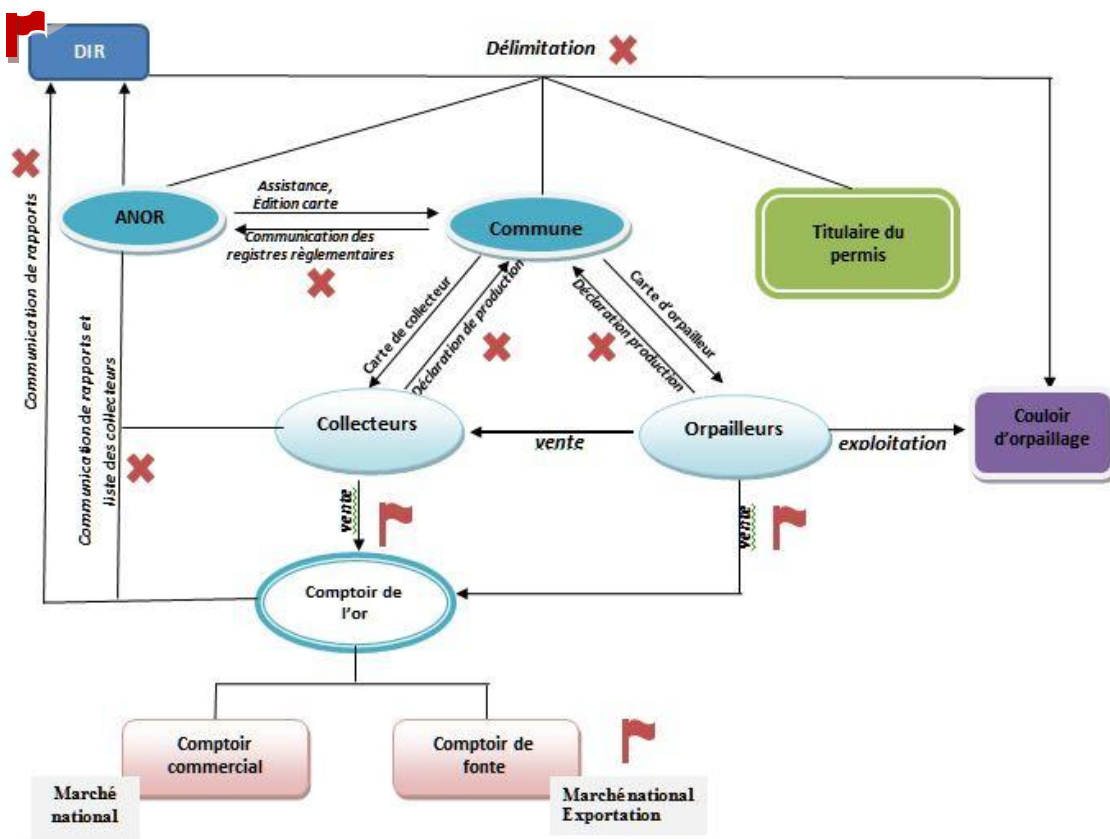 DIR
Délimitation
Communication de rapports
Communication de rapports et
liste des collecteurs
ANOR
Assistance,
Édition carte
Communication des
registres règlementaires
Commune
Titulaire du
permis
Carte de collecteur
Déclaration de production
Déclaration production
Carte d'orpailleur
Collecteurs
vente
Orpailleurs
exploitation
Couloir
d'orpaillage
vente
vente
Comptoir de
l'or
Comptoir
commercial
Comptoir de
fonte
Marché
national
Marché national
Exportation